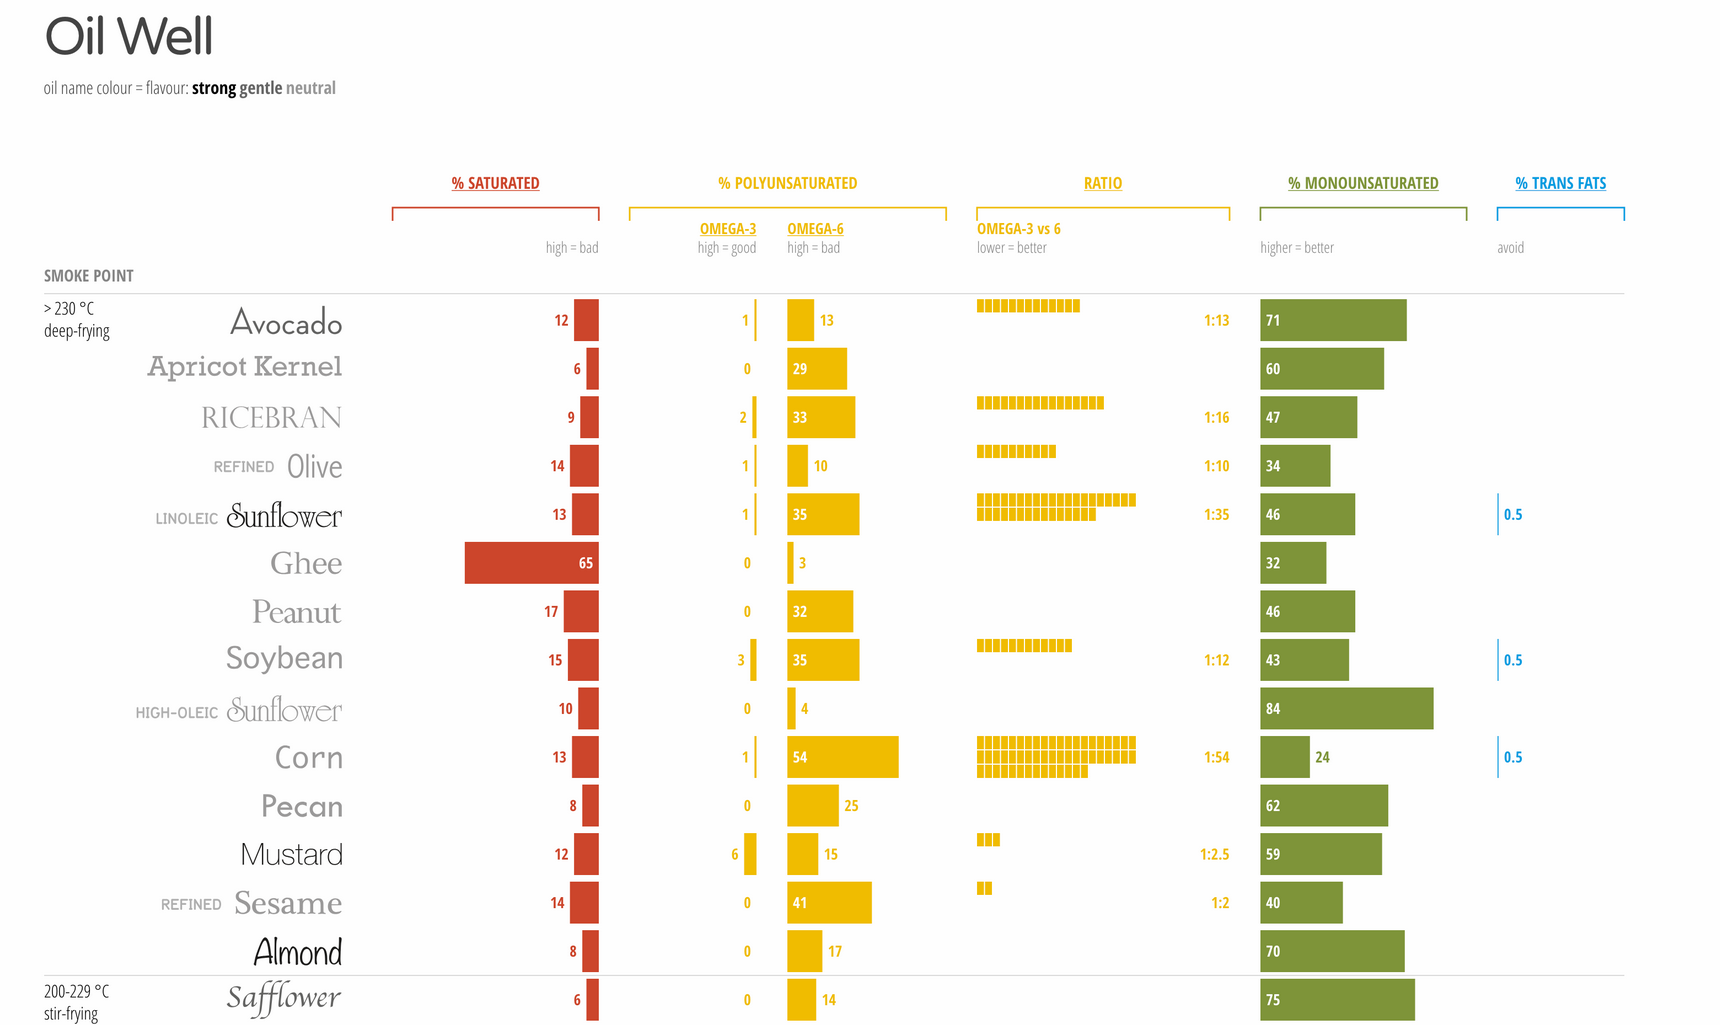 Oil Well
oil name colour = flavour: strong gentle neutral
% SATURATED % POLYUNSATURATED RATIO % MONOUNSATURATED % TRANS FATS
OMEGA-3 OMEGA-6 OMEGA-3 vs 6
high = bad high = good high = bad lower = better higher = better avoid
SMOKE POINT
> 230 °C
deep-frying
Avocado 12 1 13 1:13 71
Apricot Kernel 6 0 29 60
RICEBRAN 9 2 33 1:16 47
REFINED Olive 14 1 10 1:10 34
LINOLEIC Sunflower 13 1 35 1:35 46 0.5
Ghee 65 0 3 32
Peanut 17 0 32 46
Soybean 15 3 35 1:12 43 0.5
HIGH-OLEIC Sunflower 10 0 4 84
Corn 13 1 54 1:54 24 0.5
Pecan 8 0 25 62
Mustard 12 6 15 1:2.5 59
REFINED Sesame 14 0 41 1:2 40
Almond 8 0 17 70
200-229 °C
stir-frying
Safflower 6 0 14 75